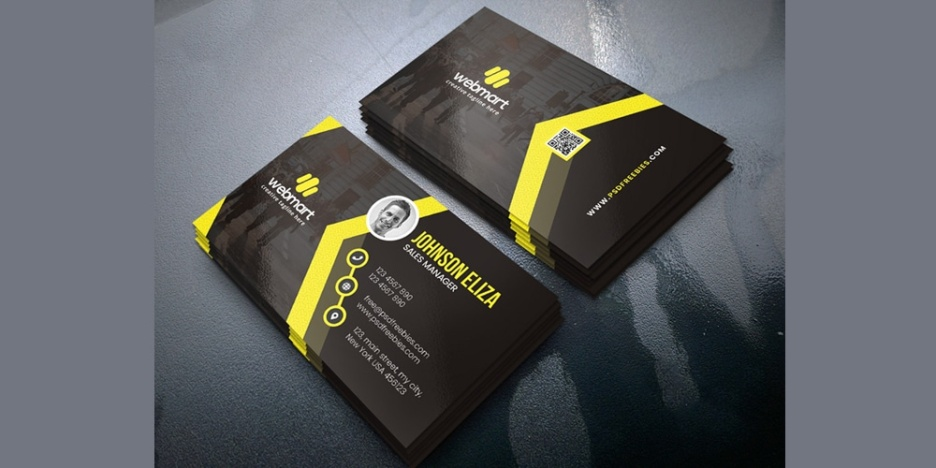 webmart
creative tagline here
WWW.PSDFREEBIES.COM
webmart
creative tagline here
JOHNSON ELIZA
SALES MANAGER
123 4567 890
123 4567 890
free@psdfreebies.com
www.psdfreebies.com
123, main street, my city,
New York USA 456123